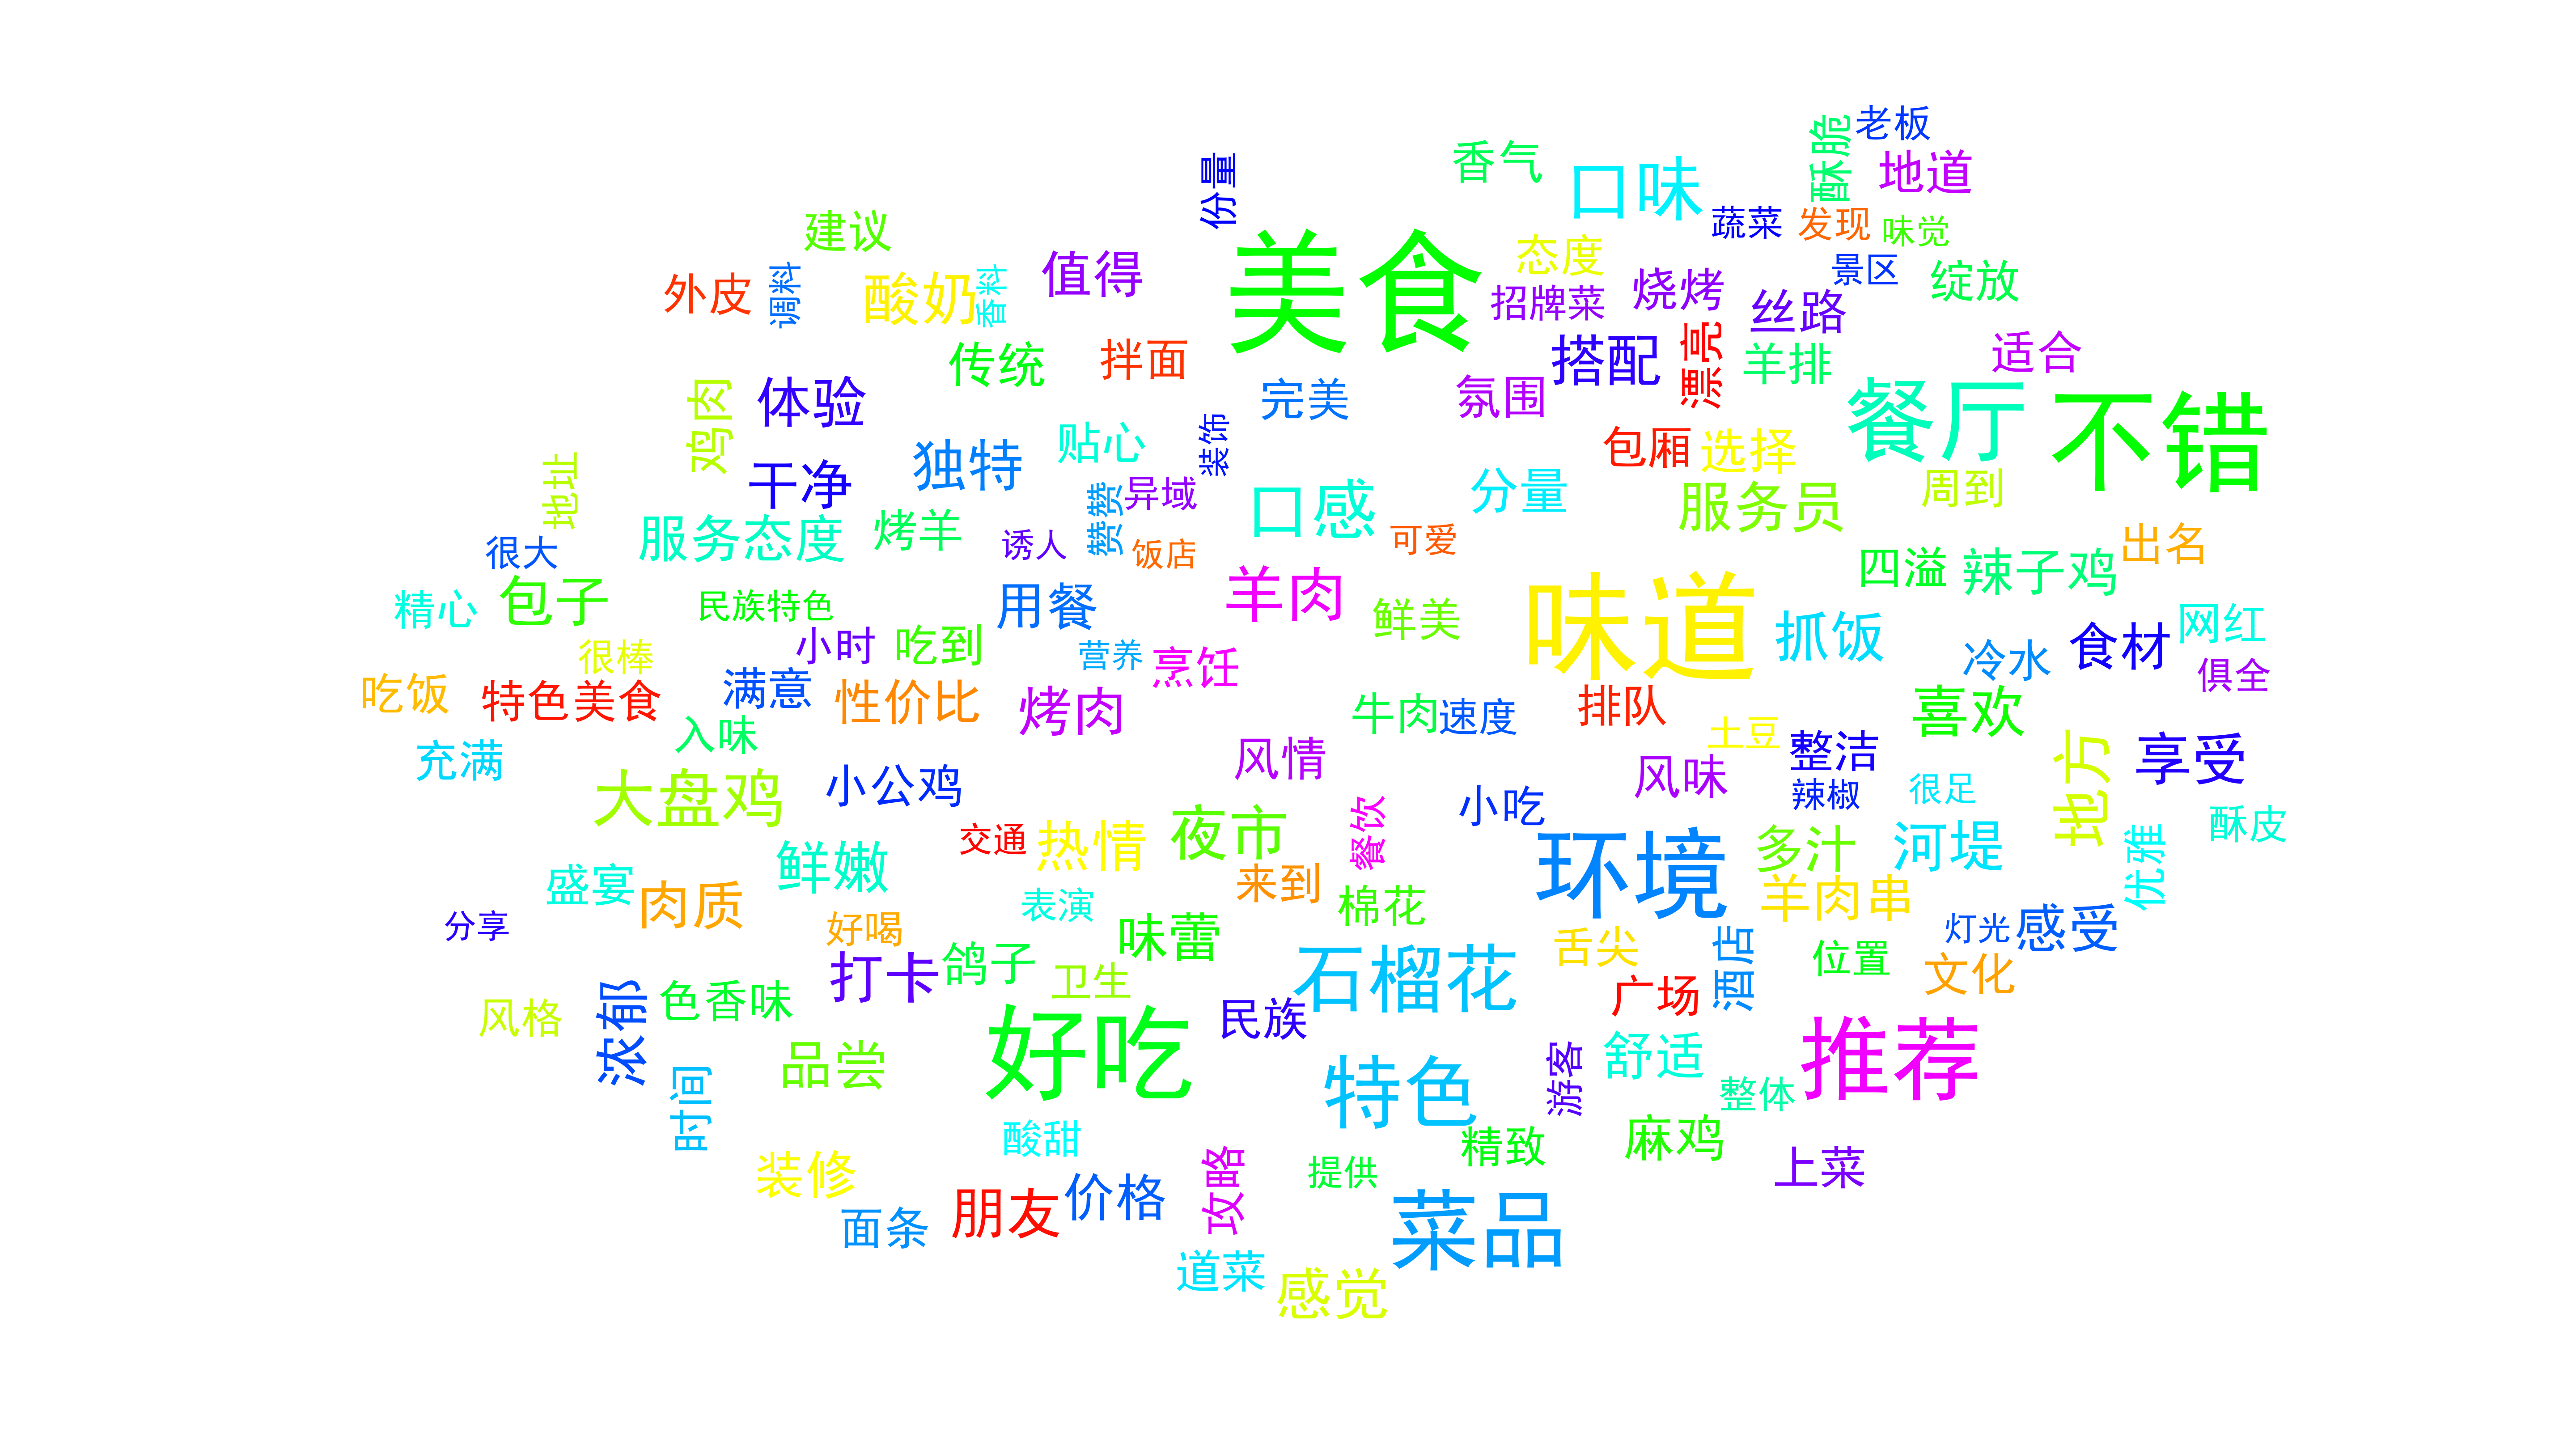 老板
酥脆
香气
口味
地道
分量
份量
建议
蔬菜
发现
味觉
美食
态度
值得
外皮
调料
酸奶
香料
招牌菜
烧烤
景区
绽放
丝路
传统
拌面
搭配
漂亮
羊排
适合
体验
完美
氛围
餐厅
不错
鸡肉
独特
贴心
装饰
包厢
选择
地址
干净
赞赞
异域
口感
服务员
周到
很大
服务态度
烤羊
诱人
饭店
可爱
出名
精心
包子
民族特色
用餐
羊肉
鲜美
味道
四溢
辣子鸡
抓饭
网红
很棒
小时
吃到
营养
烹饪
冷水
食材
俱全
吃饭
特色美食
满意
性价比
烤肉
牛肉
速度
排队
喜欢
入味
土豆
充满
大盘鸡
小公鸡
风情
风味
整洁
地方
享受
小吃
辣椒
很足
交通
热情
夜市
餐饮
环境
多汁
河堤
酥皮
盛宴
肉质
鲜嫩
来到
棉花
羊肉串
优雅
分享
表演
好喝
味蕾
舌尖
酒店
灯光
感受
打卡
鸽子
卫生
石榴花
位置
文化
风格
浓郁
色香味
民族
广场
品尝
好吃
特色
游客
舒适
推荐
时间
整体
酸甜
精致
麻鸡
装修
攻略
提供
上菜
面条
朋友
价格
菜品
道菜
感觉